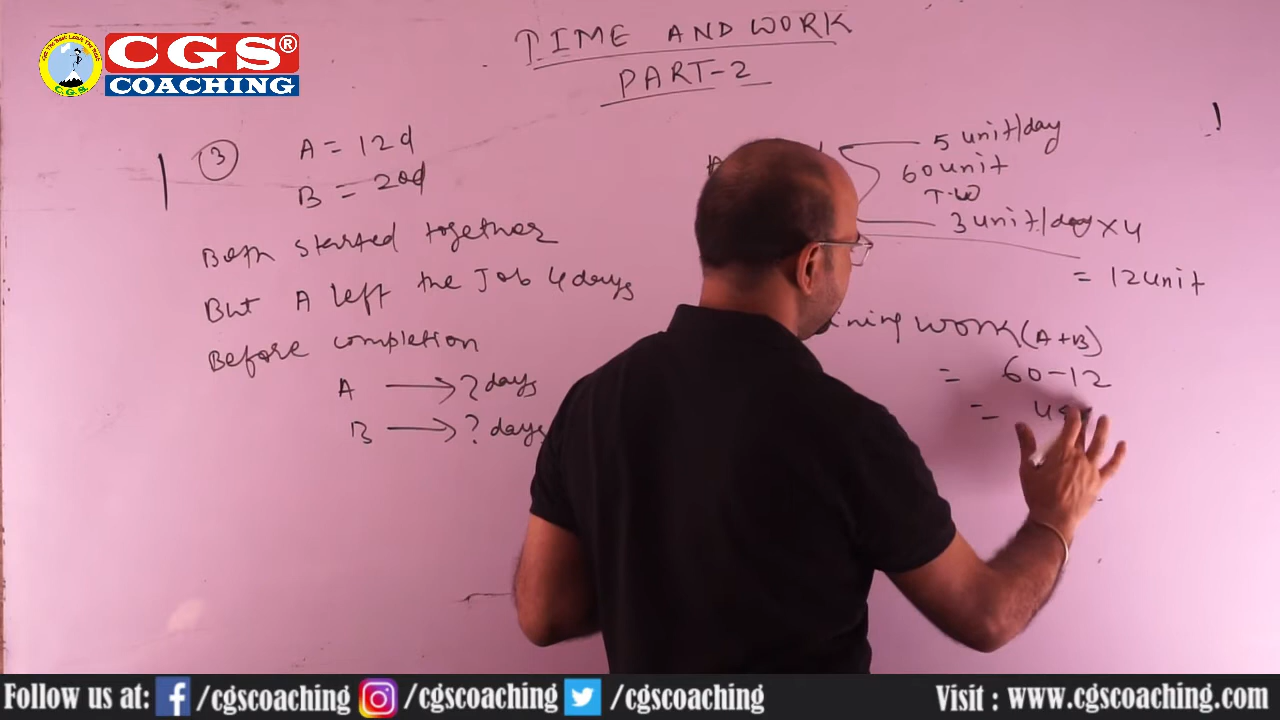 CGS®
COACHING
C.G.S.
TIME AND WORK
PART-2
③ A = 12d
B = 20d
Both started together
But A left the Job 4 days
Before completion
A → ? days
B → ? days
5 unit/day
60 unit
T.W
3 unit/day × 4
= 12 unit
work (A+B)
= 60-12
=
Follow us at: /cgscoaching /cgscoaching /cgscoaching Visit : www.cgscoaching.com